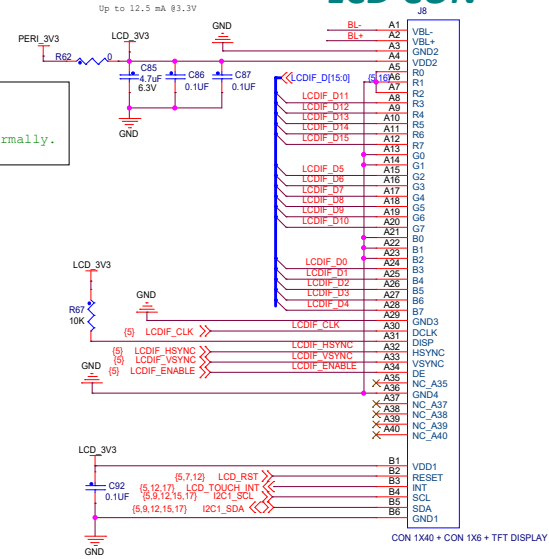 LCD CON
Up to 12.5 mA @3.3V
J8
PERI_3V3
LCD_3V3
GND
R62
0
C85
4.7uF
6.3V
C86
0.1UF
C87
0.1UF
GND
rmally.
BL- A1 VBL-
BL+ A2 VBL+
A3 GND2
A4 VDD2
A5 R0
LCDIF_D[15:0] {5,16} A6 R1
A7 R2
LCDIF_D11 A8 R3
LCDIF_D12 A9 R4
LCDIF_D13 A10 R5
LCDIF_D14 A11 R6
LCDIF_D15 A12 R7
A13 G0
A14 G1
LCDIF_D5 A15 G2
LCDIF_D6 A16 G3
LCDIF_D7 A17 G4
LCDIF_D8 A18 G5
LCDIF_D9 A19 G6
LCDIF_D10 A20 G7
A21 B0
A22 B1
A23 B2
LCDIF_D0 A24 B3
LCDIF_D1 A25 B4
LCDIF_D2 A26 B5
LCDIF_D3 A27 B6
LCDIF_D4 A28 B7
A29 GND3
LCD_3V3
R67
10K
GND
{5} LCDIF_CLK LCDIF_CLK A30 DCLK
A31 DISP
{5} LCDIF_HSYNC LCDIF_HSYNC A32 HSYNC
{5} LCDIF_VSYNC LCDIF_VSYNC A33 VSYNC
{5} LCDIF_ENABLE LCDIF_ENABLE A34 DE
GND
A35 NC_A35
A36 GND4
A37 NC_A37
A38 NC_A38
A39 NC_A39
A40 NC_A40
LCD_3V3
C92
0.1UF
GND
B1 VDD1
{5,7,12} LCD_RST B2 RESET
{5,12,17} LCD_TOUCH_INT B3 INT
{5,9,12,15,17} I2C1_SCL B4 SCL
{5,9,12,15,17} I2C1_SDA B5 SDA
B6 GND1
CON 1X40 + CON 1X6 + TFT DISPLAY